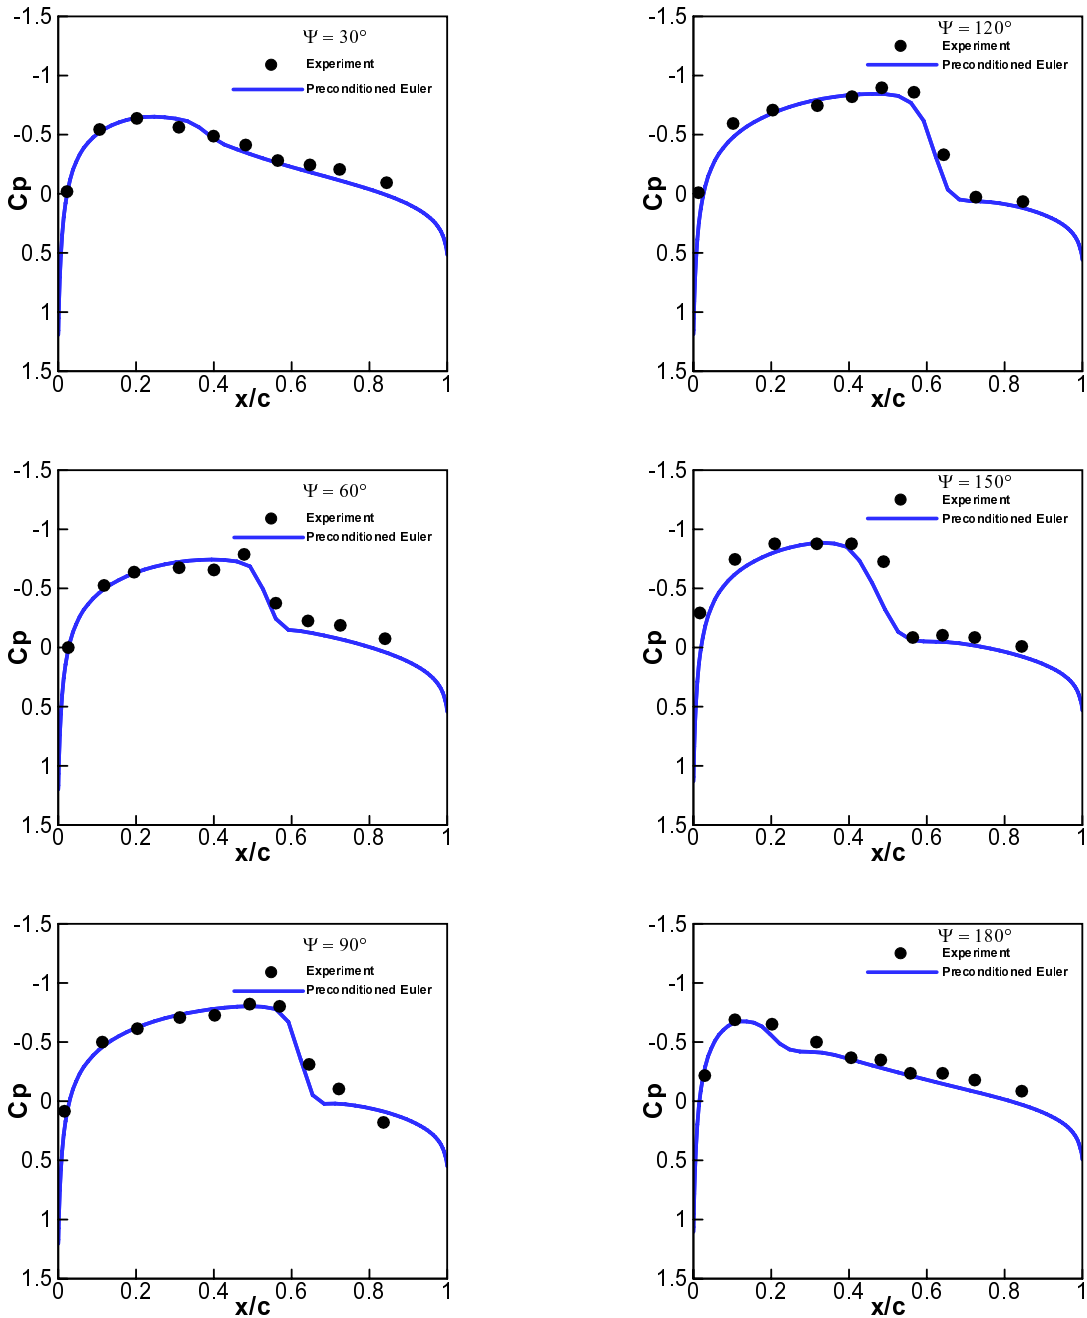 Ψ = 30°
Experiment
Preconditioned Euler
-1.5
-1
-0.5
0
0.5
1
1.5
Cp
0 0.2 0.4 0.6 0.8 1
x/c
Ψ = 120°
Experiment
Preconditioned Euler
-1.5
-1
-0.5
0
0.5
1
1.5
Cp
0 0.2 0.4 0.6 0.8 1
x/c
Ψ = 60°
Experiment
Preconditioned Euler
-1.5
-1
-0.5
0
0.5
1
1.5
Cp
0 0.2 0.4 0.6 0.8 1
x/c
Ψ = 150°
Experiment
Preconditioned Euler
-1.5
-1
-0.5
0
0.5
1
1.5
Cp
0 0.2 0.4 0.6 0.8 1
x/c
Ψ = 90°
Experiment
Preconditioned Euler
-1.5
-1
-0.5
0
0.5
1
1.5
Cp
0 0.2 0.4 0.6 0.8 1
x/c
Ψ = 180°
Experiment
Preconditioned Euler
-1.5
-1
-0.5
0
0.5
1
1.5
Cp
0 0.2 0.4 0.6 0.8 1
x/c